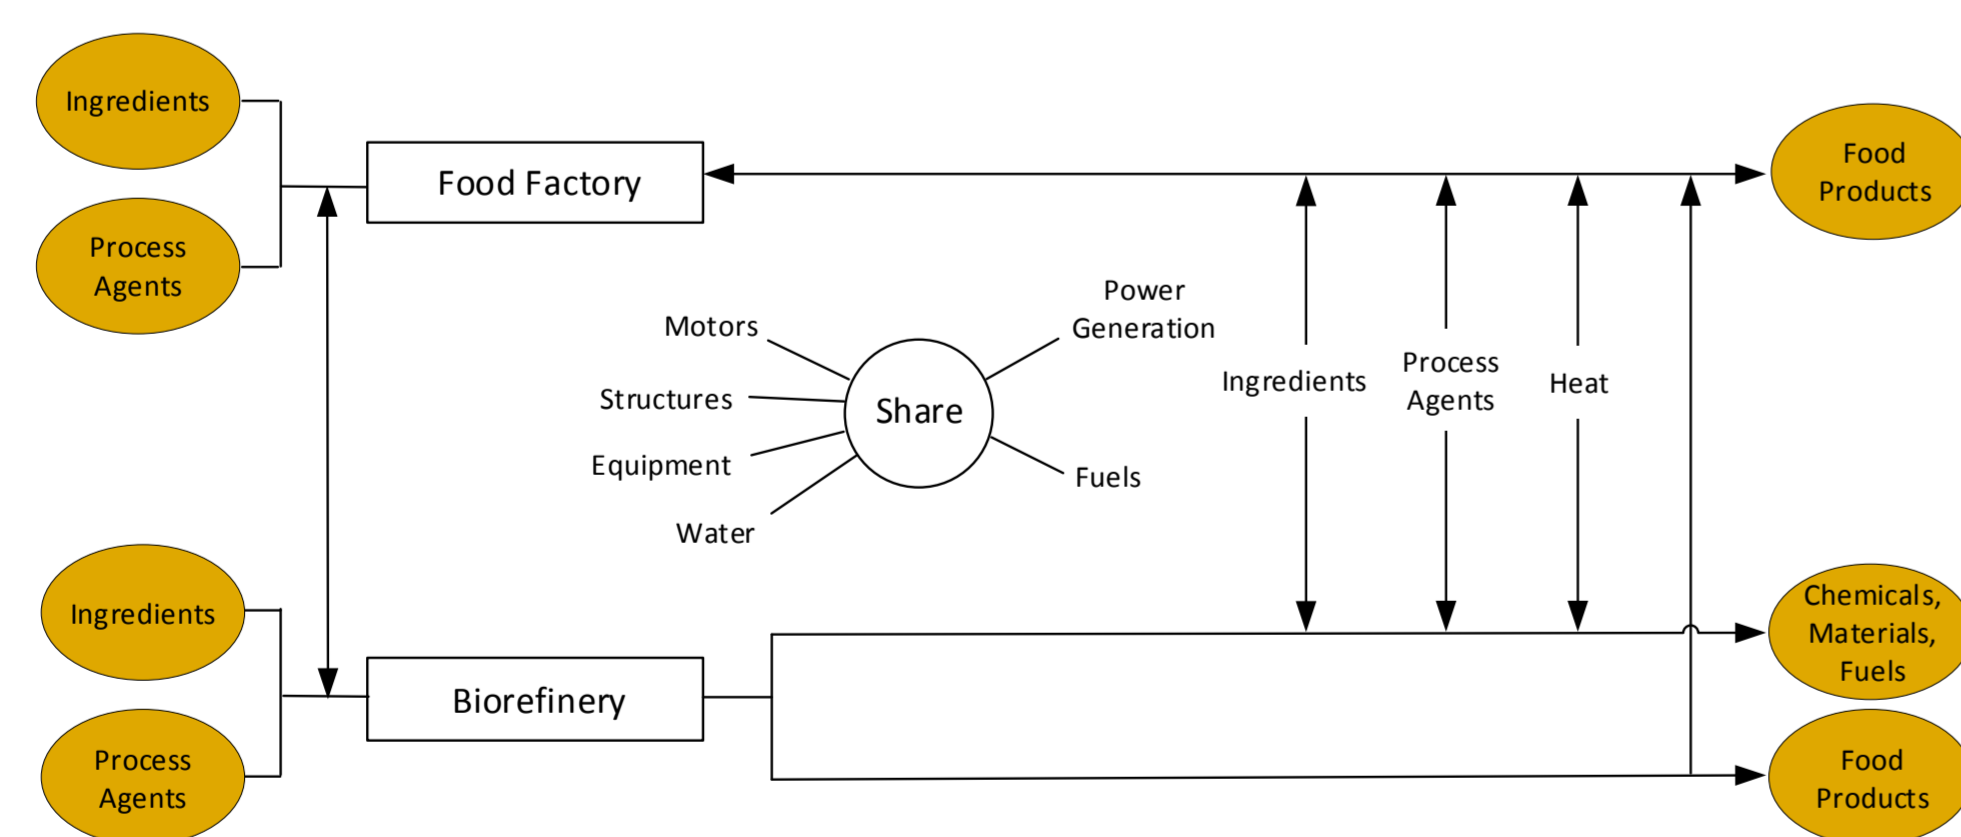 Ingredients
Process
Agents
Food Factory
Food
Products
Motors
Structures
Equipment
Water
Share
Power
Generation
Fuels
Ingredients
Process
Agents
Heat
Ingredients
Process
Agents
Biorefinery
Chemicals,
Materials,
Fuels
Food
Products